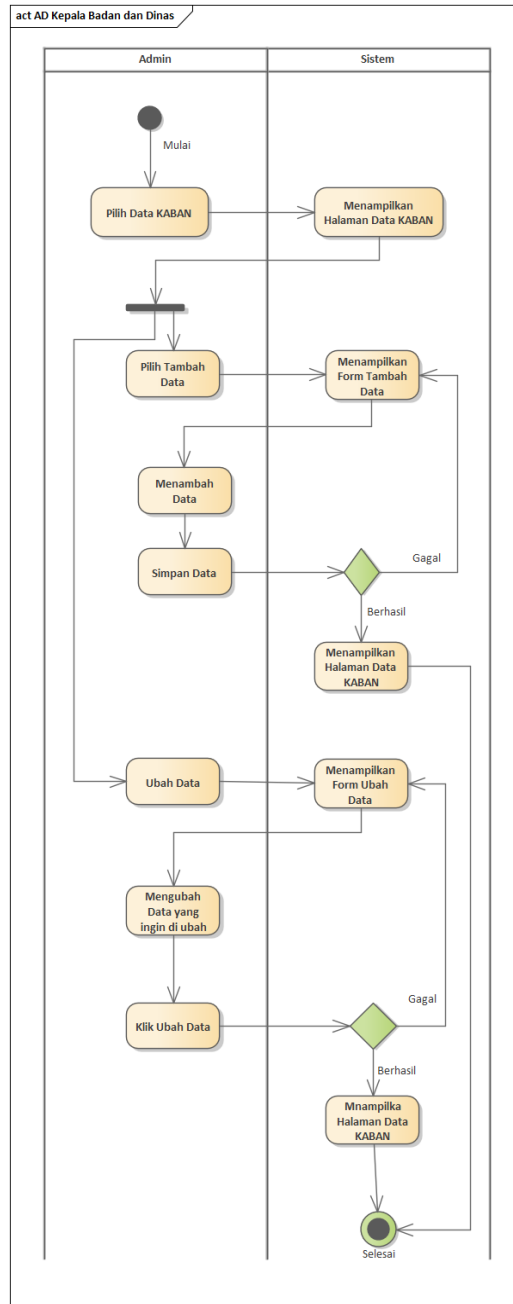 act AD Kepala Badan dan Dinas
Admin
Sistem
Mulai
Pilih Data KABAN
Menampilkan
Halaman Data KABAN
Pilih Tambah
Data
Menampilkan
Form Tambah
Data
Menambah
Data
Simpan Data
Gagal
Berhasil
Menampilkan
Halaman Data
KABAN
Ubah Data
Menampilkan
Form Ubah
Data
Mengubah
Data yang
ingin di ubah
Klik Ubah Data
Gagal
Berhasil
Mnampilka
Halaman Data
KABAN
Selesai